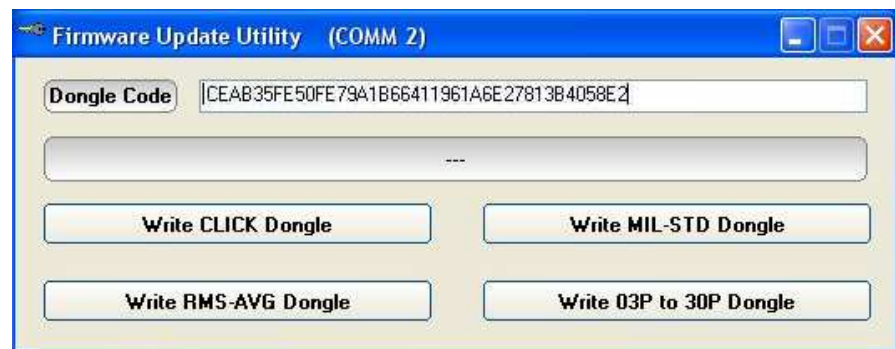 Firmware Update Utility (COMM 2)
Dongle Code CEAB35FE50FE79A1B66411961A6E27813B4058E2
---
Write CLICK Dongle Write MIL-STD Dongle
Write RMS-AVG Dongle Write 03P to 30P Dongle